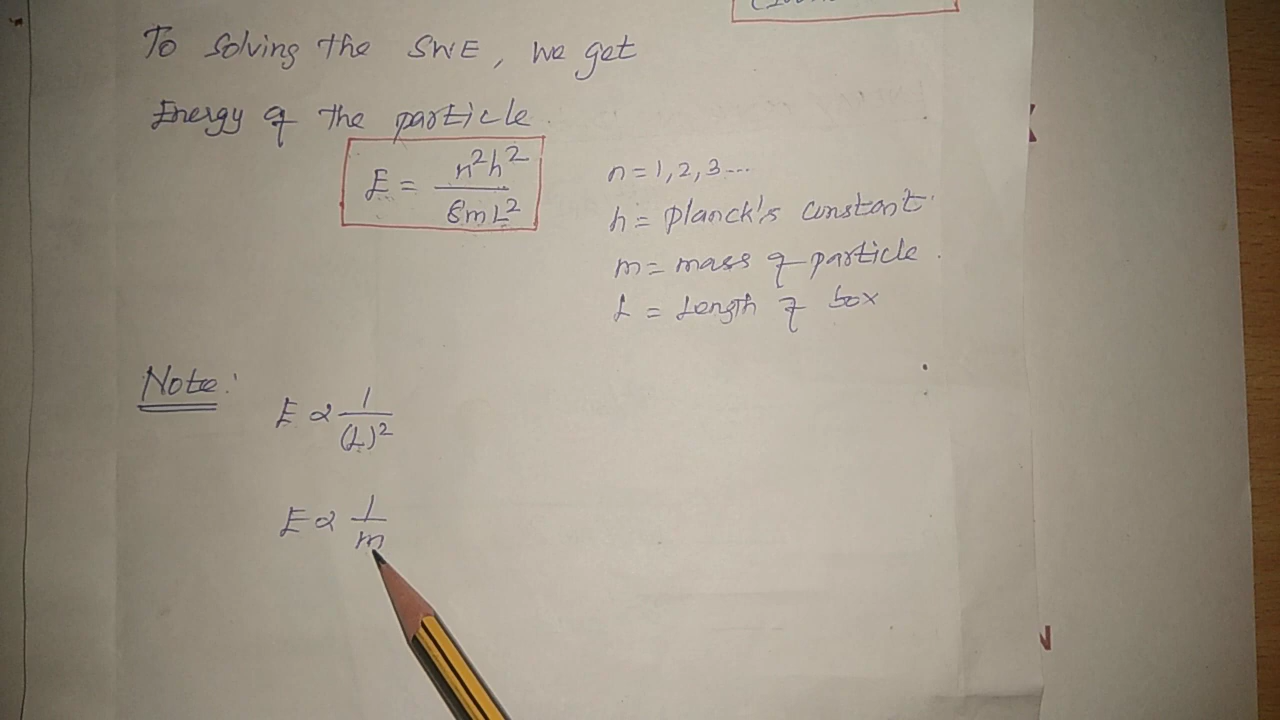 To solving the SWE, we get
Energy of the particle.
E = n²h² / 8mL²
n = 1, 2, 3 ...
h = planck's constant.
m = mass of particle.
L = Length of box
Note:
E ∝ 1 / (L)²
E ∝ 1 / m
N